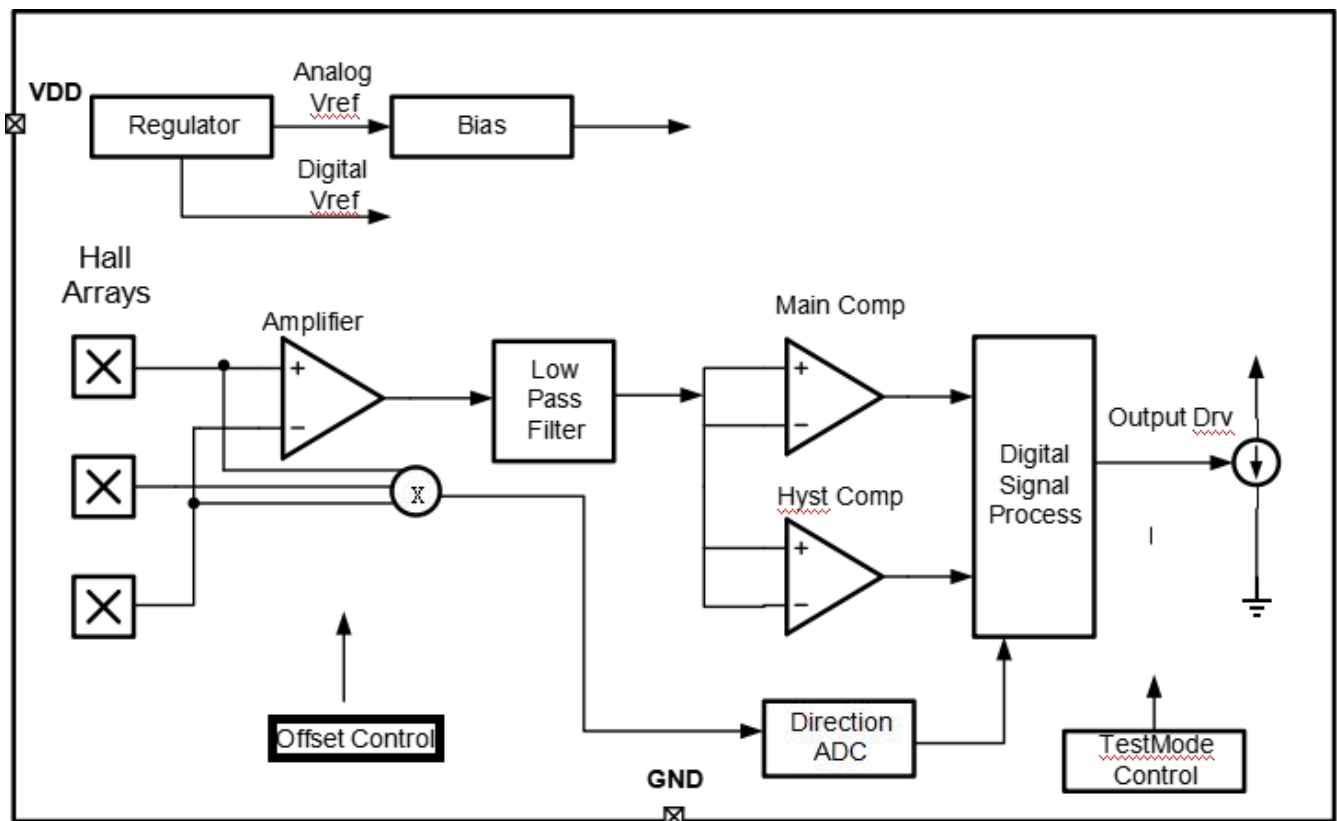 VDD
Regulator
Analog
Vref
Bias
Digital
Vref
Hall
Arrays
Amplifier
+
−
Low
Pass
Filter
Main Comp
+
−
Hyst Comp
+
−
Digital
Signal
Process
Output Drv
X
Offset Control
Direction
ADC
TestMode
Control
GND